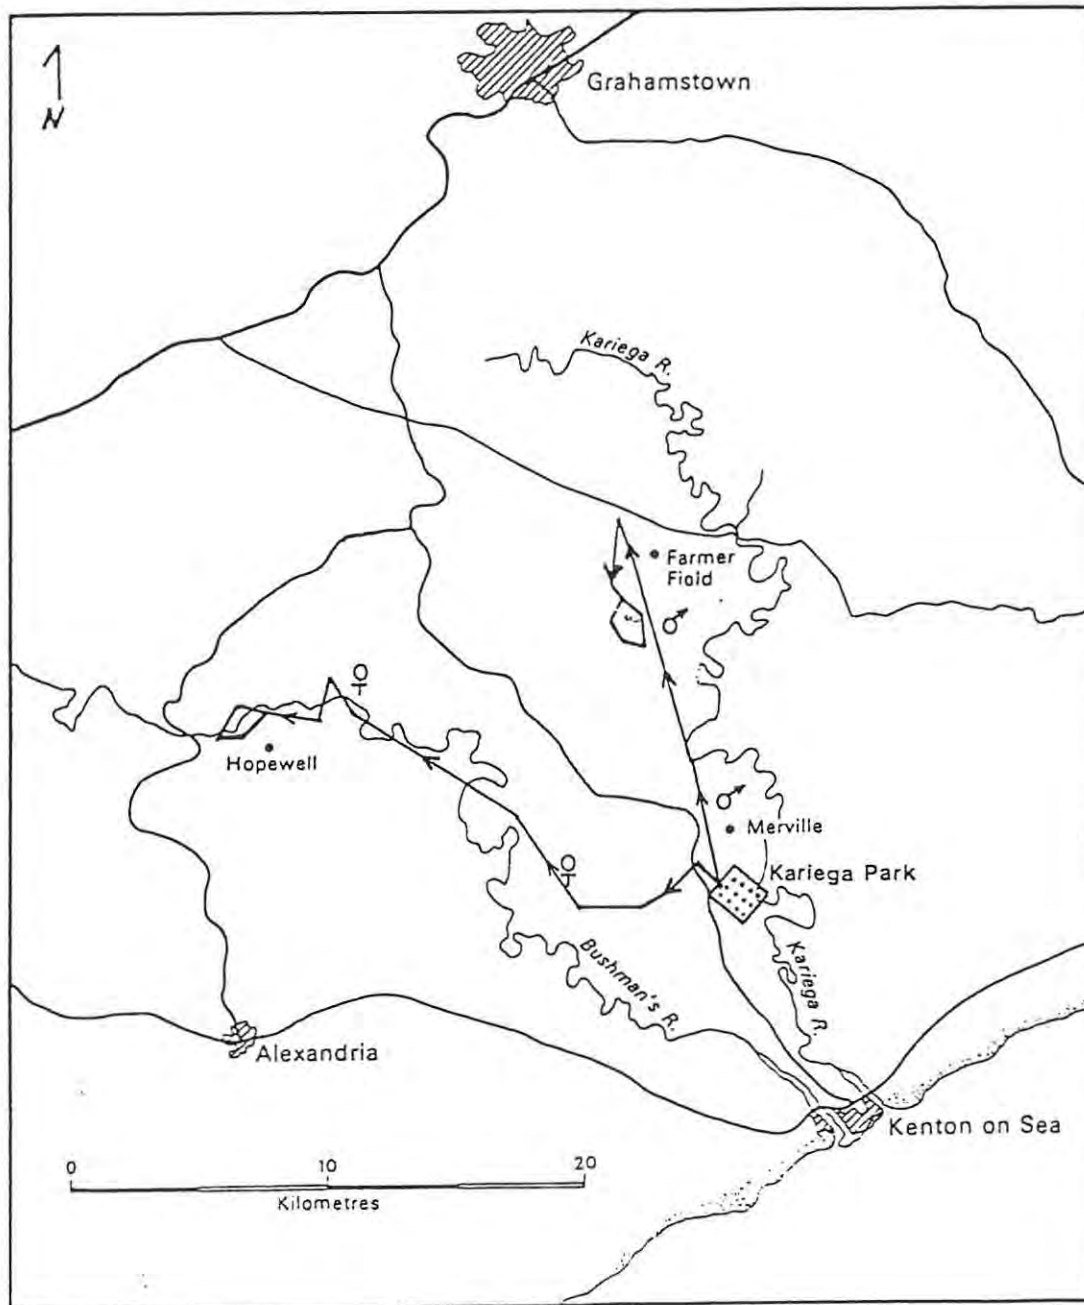 N
Grahamstown
Kariega R.
Farmer
Field
Hopewell
Merville
Kariega Park
Kariega R.
Bushman's R.
Alexandria
Kenton on Sea
0
10
20
Kilometres